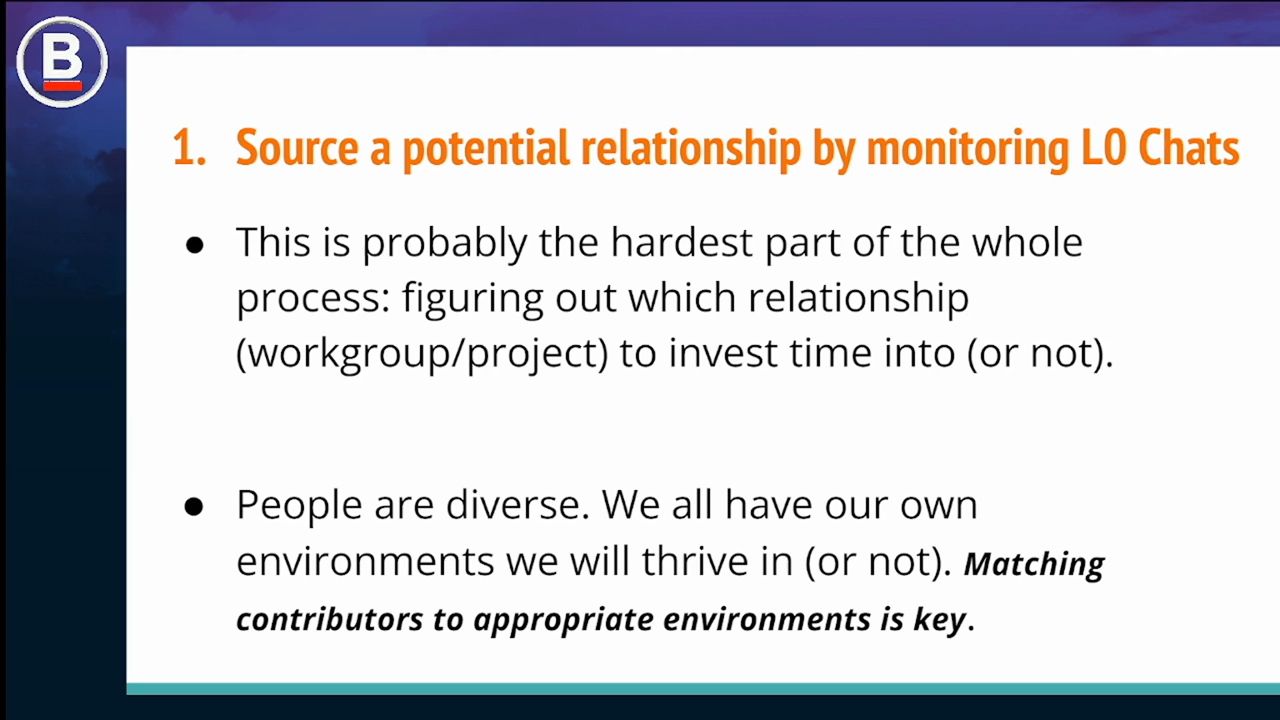 B
1. Source a potential relationship by monitoring LO Chats
● This is probably the hardest part of the whole
process: figuring out which relationship
(workgroup/project) to invest time into (or not).
● People are diverse. We all have our own
environments we will thrive in (or not). Matching
contributors to appropriate environments is key.